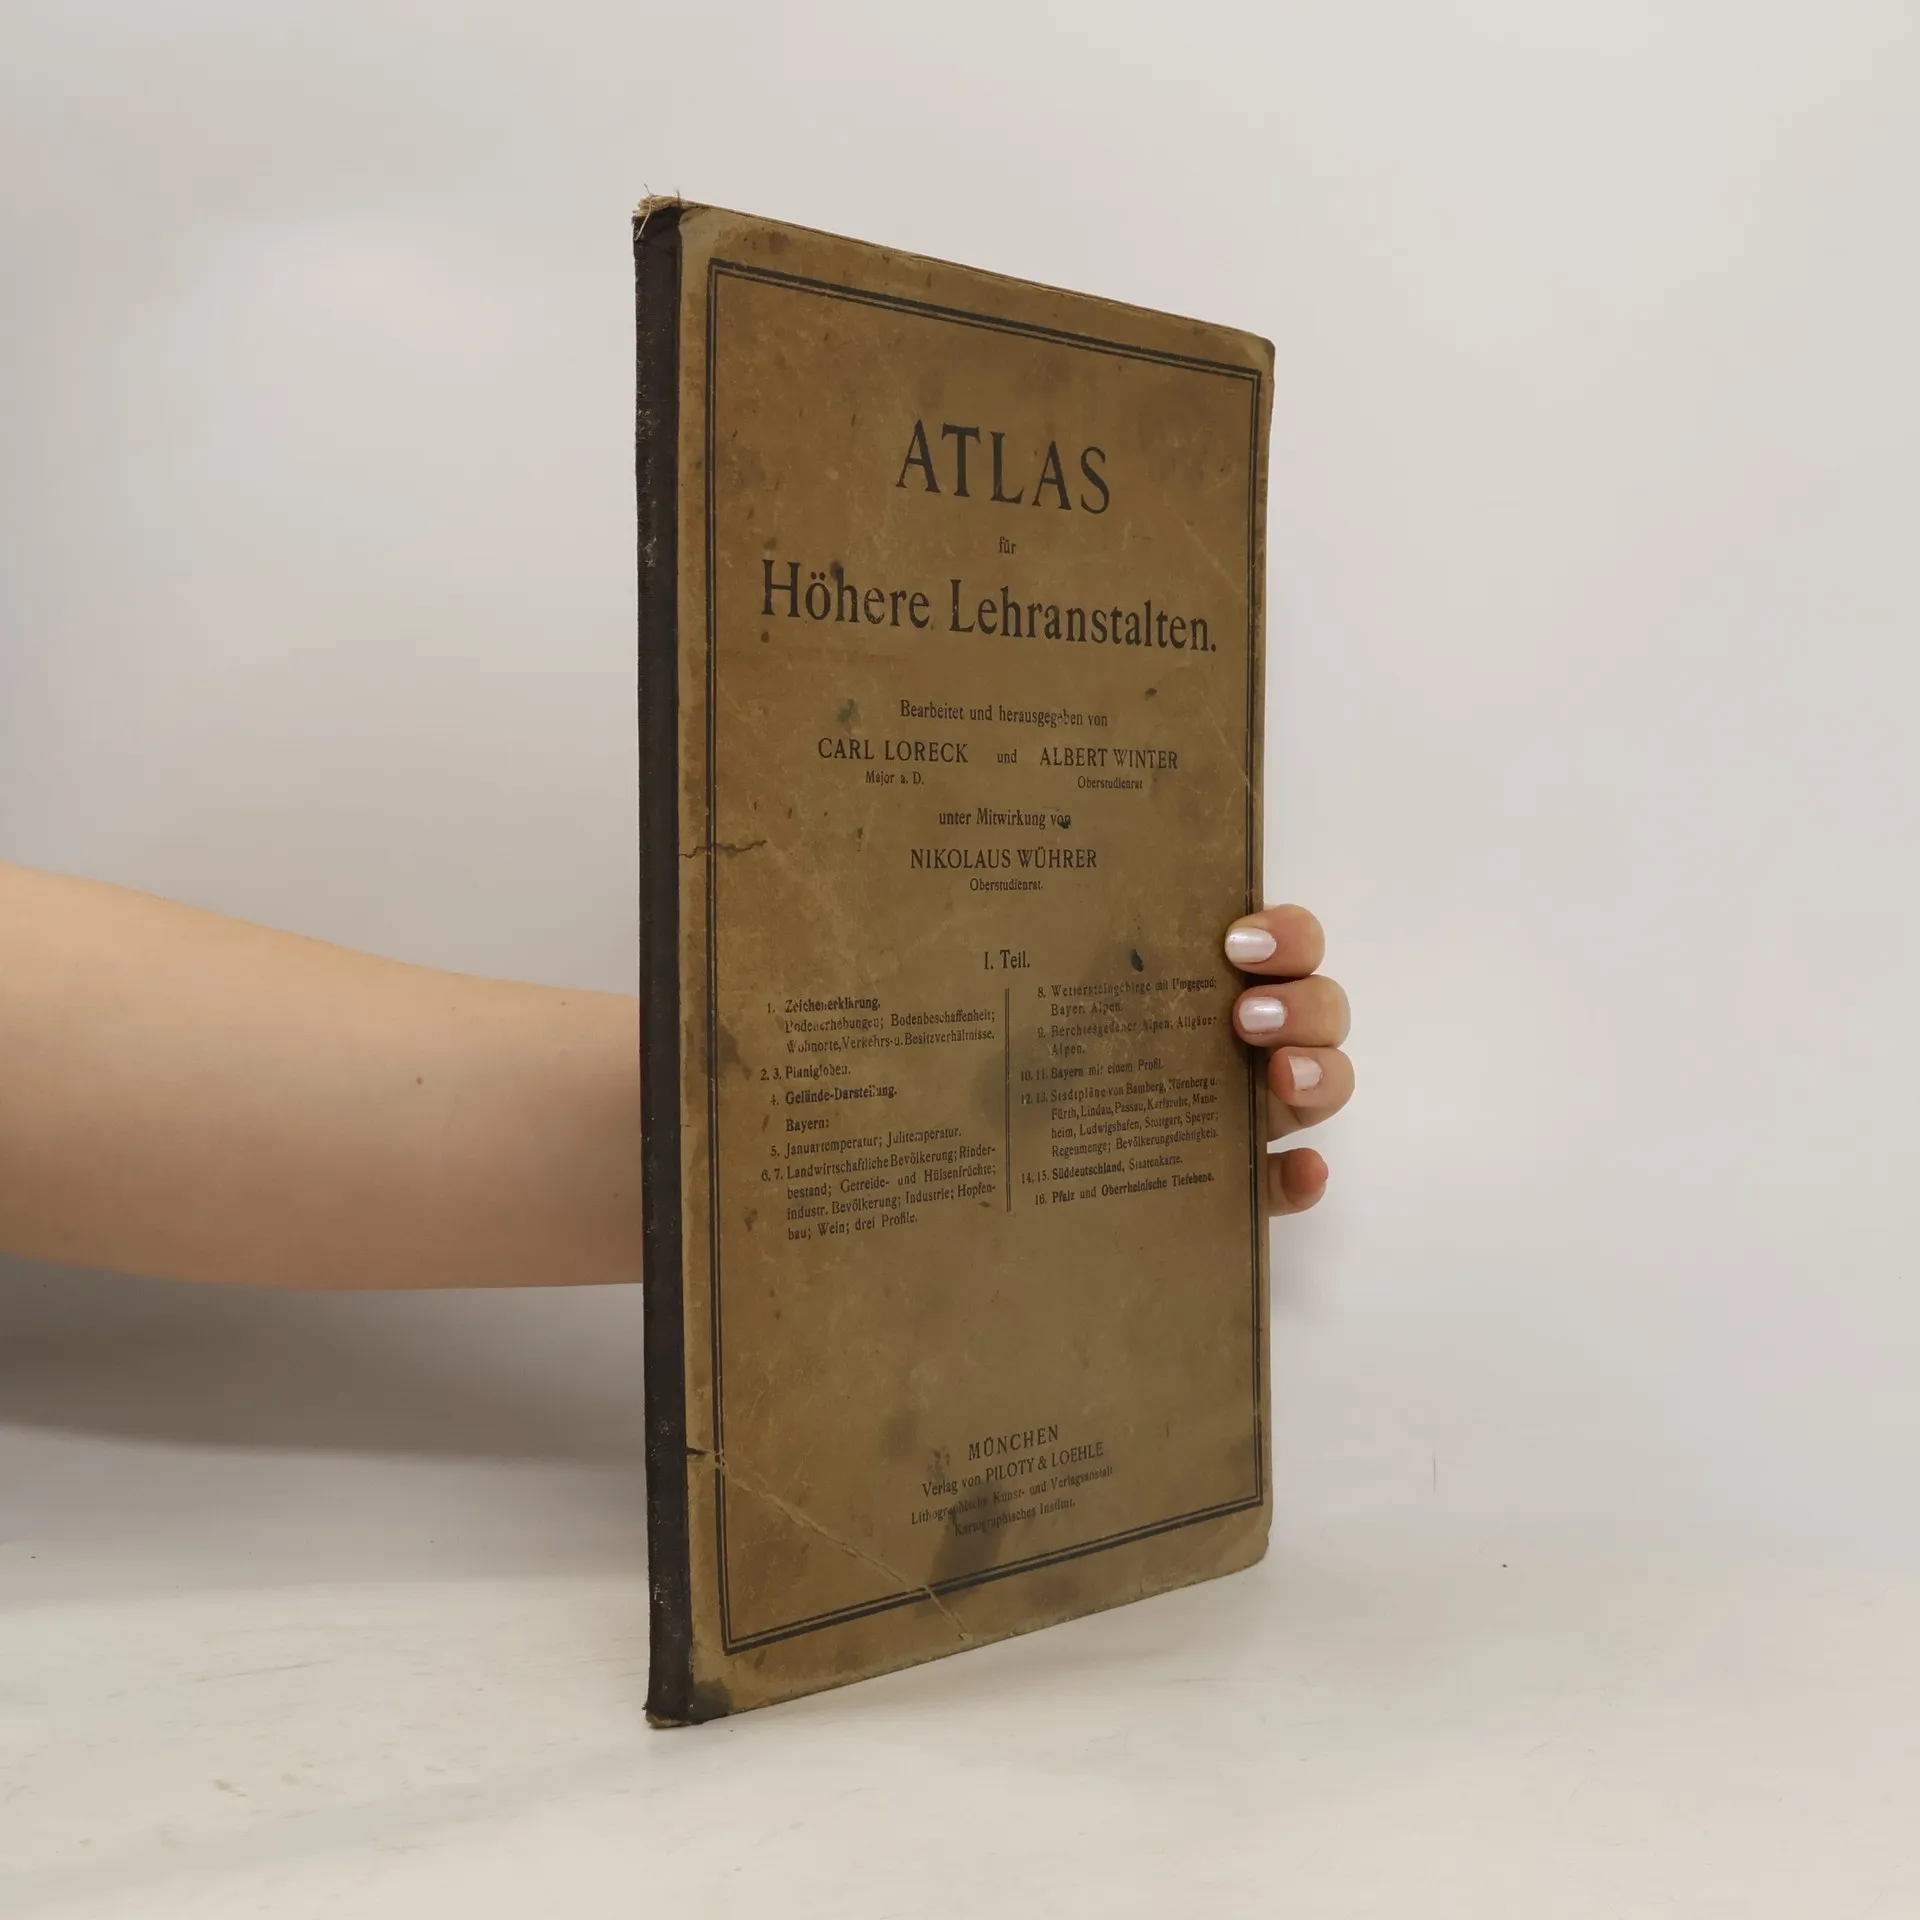 ATLAS
für
Höhere Lehranstalten.
Bearbeitet und herausgegeben von
CARL LORECK und ALBERT WINTER
Major a. D. Oberstudienrat
unter Mitwirkung von
NIKOLAUS WÜHRER
Oberstudienrat.
I. Teil.
1. Zeichenerklärung.
Bodenerhebungen; Bodenbeschaffenheit;
Wohnorte, Verkehrs- u. Besitzverhältnisse.
2. 3. Planigloben.
4. Gelände-Darstellung.
Bayern:
5. Januartemperatur; Julitemperatur.
6. 7. Landwirtschaftliche Bevölkerung; Rinder-
bestand; Getreide- und Hülsenfrüchte;
industr. Bevölkerung; Industrie; Hopfen-
bau; Wein; drei Profile.
8. Wettersteingebirge mit Umgegend;
Bayer. Alpen.
9. Berchtesgadener Alpen; Allgäuer
Alpen.
10. 11. Bayern mit einem Profil.
12. 13. Stadtpläne von Bamberg, Nürnberg u.
Fürth, Lindau, Passau, Karlsruhe, Mann-
heim, Ludwigshafen, Stuttgart, Speyer;
Regenmenge; Bevölkerungsdichtigkeit.
14. 15. Süddeutschland, Staatenkarte.
16. Pfalz und Oberrheinische Tiefebene.
MÜNCHEN
Verlag von PILOTY & LOEHLE
Lithographische Kunst- und Verlagsanstalt
Kartographisches Institut.